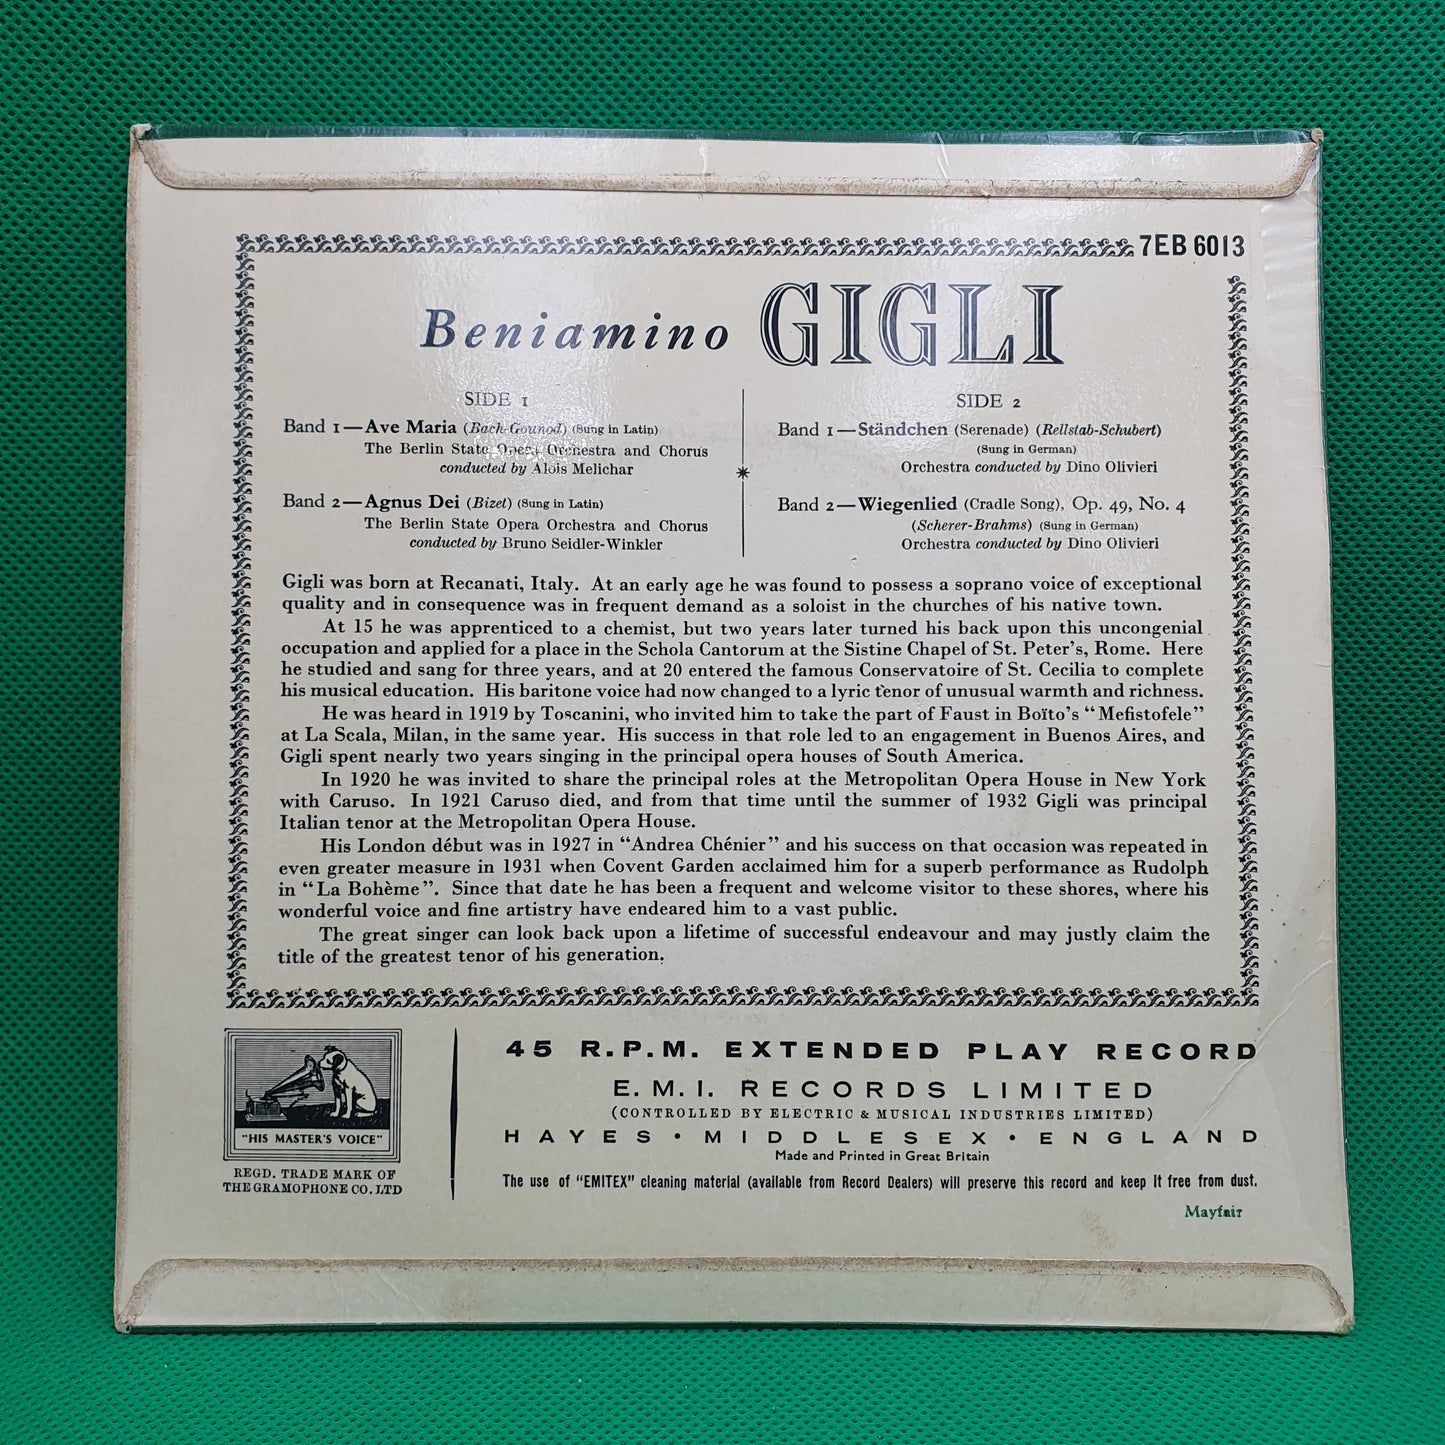 7EB 6013
Beniamino GIGLI
SIDE 1
Band 1—Ave Maria (Bach-Gounod) (Sung in Latin)
The Berlin State Opera Orchestra and Chorus
conducted by Alois Melichar
Band 2—Agnus Dei (Bizet) (Sung in Latin)
The Berlin State Opera Orchestra and Chorus
conducted by Bruno Seidler-Winkler
SIDE 2
Band 1—Ständchen (Serenade) (Rellstab-Schubert)
(Sung in German)
Orchestra conducted by Dino Olivieri
Band 2—Wiegenlied (Cradle Song), Op. 49, No. 4
(Scherer-Brahms) (Sung in German)
Orchestra conducted by Dino Olivieri
Gigli was born at Recanati, Italy. At an early age he was found to possess a soprano voice of exceptional
quality and in consequence was in frequent demand as a soloist in the churches of his native town.
At 15 he was apprenticed to a chemist, but two years later turned his back upon this uncongenial
occupation and applied for a place in the Schola Cantorum at the Sistine Chapel of St. Peter's, Rome. Here
he studied and sang for three years, and at 20 entered the famous Conservatoire of St. Cecilia to complete
his musical education. His baritone voice had now changed to a lyric tenor of unusual warmth and richness.
He was heard in 1919 by Toscanini, who invited him to take the part of Faust in Boïto's "Mefistofele"
at La Scala, Milan, in the same year. His success in that role led to an engagement in Buenos Aires, and
Gigli spent nearly two years singing in the principal opera houses of South America.
In 1920 he was invited to share the principal roles at the Metropolitan Opera House in New York
with Caruso. In 1921 Caruso died, and from that time until the summer of 1932 Gigli was principal
Italian tenor at the Metropolitan Opera House.
His London début was in 1927 in "Andrea Chénier" and his success on that occasion was repeated in
even greater measure in 1931 when Covent Garden acclaimed him for a superb performance as Rudolph
in "La Bohème". Since that date he has been a frequent and welcome visitor to these shores, where his
wonderful voice and fine artistry have endeared him to a vast public.
The great singer can look back upon a lifetime of successful endeavour and may justly claim the
title of the greatest tenor of his generation.
"HIS MASTER'S VOICE"
REGD. TRADE MARK OF
THE GRAMOPHONE CO. LTD
45 R.P.M. EXTENDED PLAY RECORD
E.M.I. RECORDS LIMITED
(CONTROLLED BY ELECTRIC & MUSICAL INDUSTRIES LIMITED)
HAYES • MIDDLESEX • ENGLAND
Made and Printed in Great Britain
The use of "EMITEX" cleaning material (available from Record Dealers) will preserve this record and keep it free from dust.
Mayfair